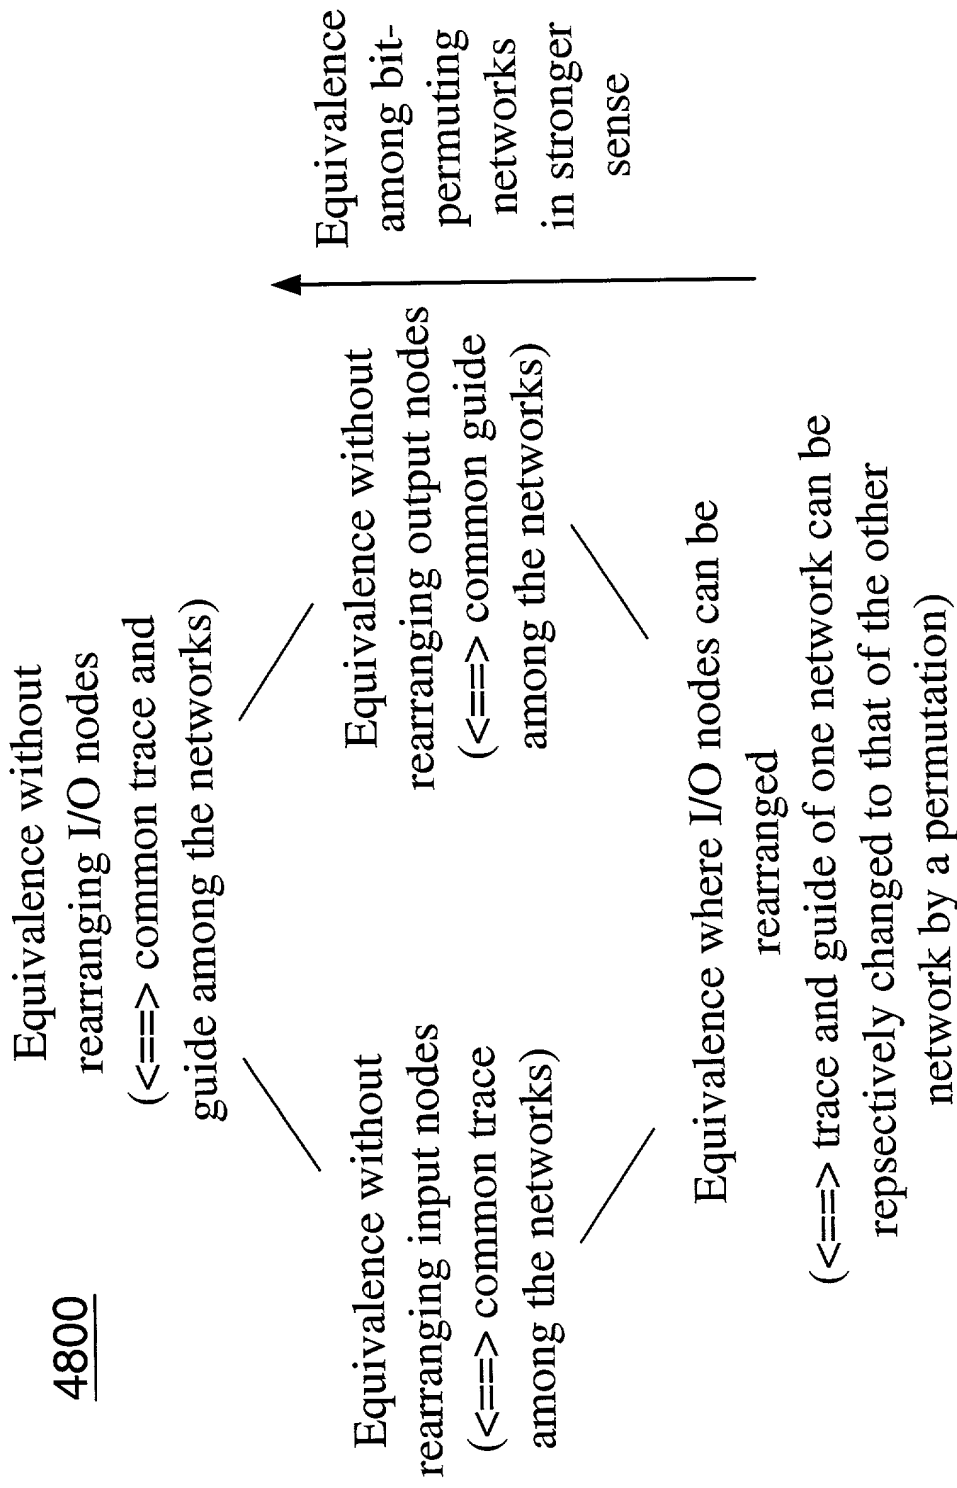 4800
Equivalence without
rearranging I/O nodes
(<==> common trace and
guide among the networks)
Equivalence without
rearranging input nodes
(<==> common trace
among the networks)
Equivalence without
rearranging output nodes
(<==> common guide
among the networks)
Equivalence
among bit-
permuting
networks
in stronger
sense
Equivalence where I/O nodes can be
rearranged
(<==> trace and guide of one network can be
repsectively changed to that of the other
network by a permutation)